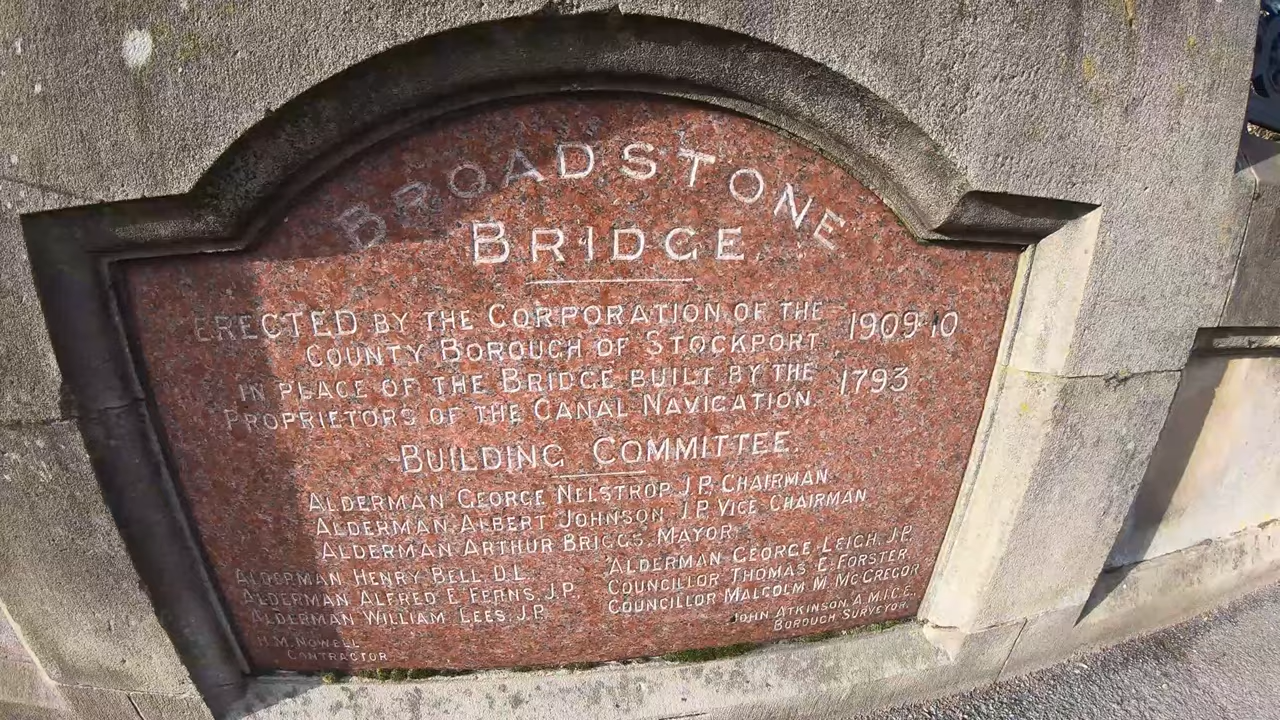 BROADSTONE
BRIDGE
ERECTED BY THE CORPORATION OF THE
COUNTY BOROUGH OF STOCKPORT 1909-10
IN PLACE OF THE BRIDGE BUILT BY THE
PROPRIETORS OF THE CANAL NAVIGATION. 1793
BUILDING COMMITTEE.
ALDERMAN GEORGE NELSTROP J.P. CHAIRMAN
ALDERMAN ALBERT JOHNSON J.P. VICE CHAIRMAN
ALDERMAN ARTHUR BRIGGS, MAYOR
ALDERMAN HENRY BELL D.L.
ALDERMAN ALFRED E. FERNS. J.P.
ALDERMAN WILLIAM LEES. J.P.
ALDERMAN GEORGE LEIGH. J.P.
COUNCILLOR THOMAS E. FORSTER.
COUNCILLOR MALCOLM M. McGREGOR
H.M. NOWELL
CONTRACTOR
JOHN ATKINSON. A.M.I.C.E.,
BOROUGH SURVEYOR.